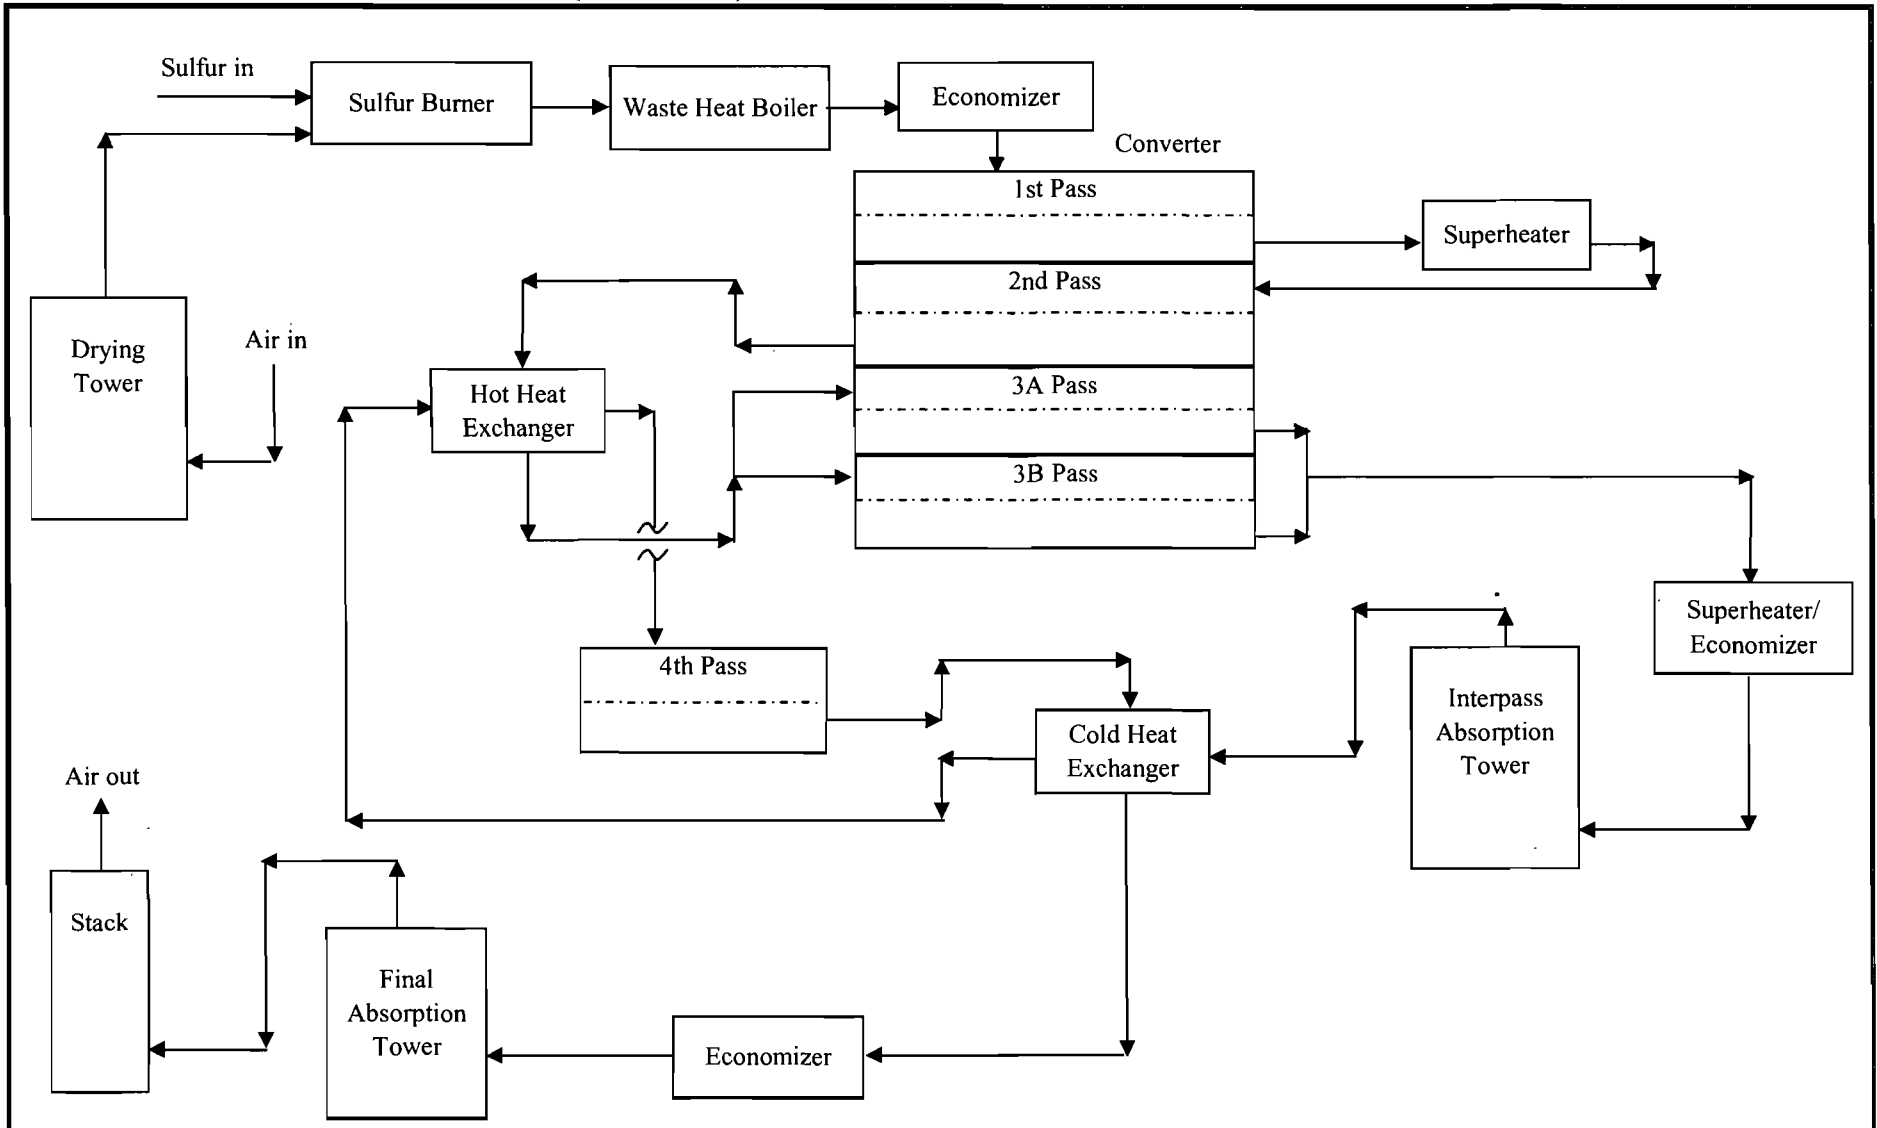 Sulfur in
Sulfur Burner
Waste Heat Boiler
Economizer
Converter
1st Pass
Superheater
2nd Pass
Drying
Tower
Air in
Hot Heat
Exchanger
3A Pass
3B Pass
Superheater/
Economizer
4th Pass
Interpass
Absorption
Tower
Cold Heat
Exchanger
Air out
Stack
Final
Absorption
Tower
Economizer